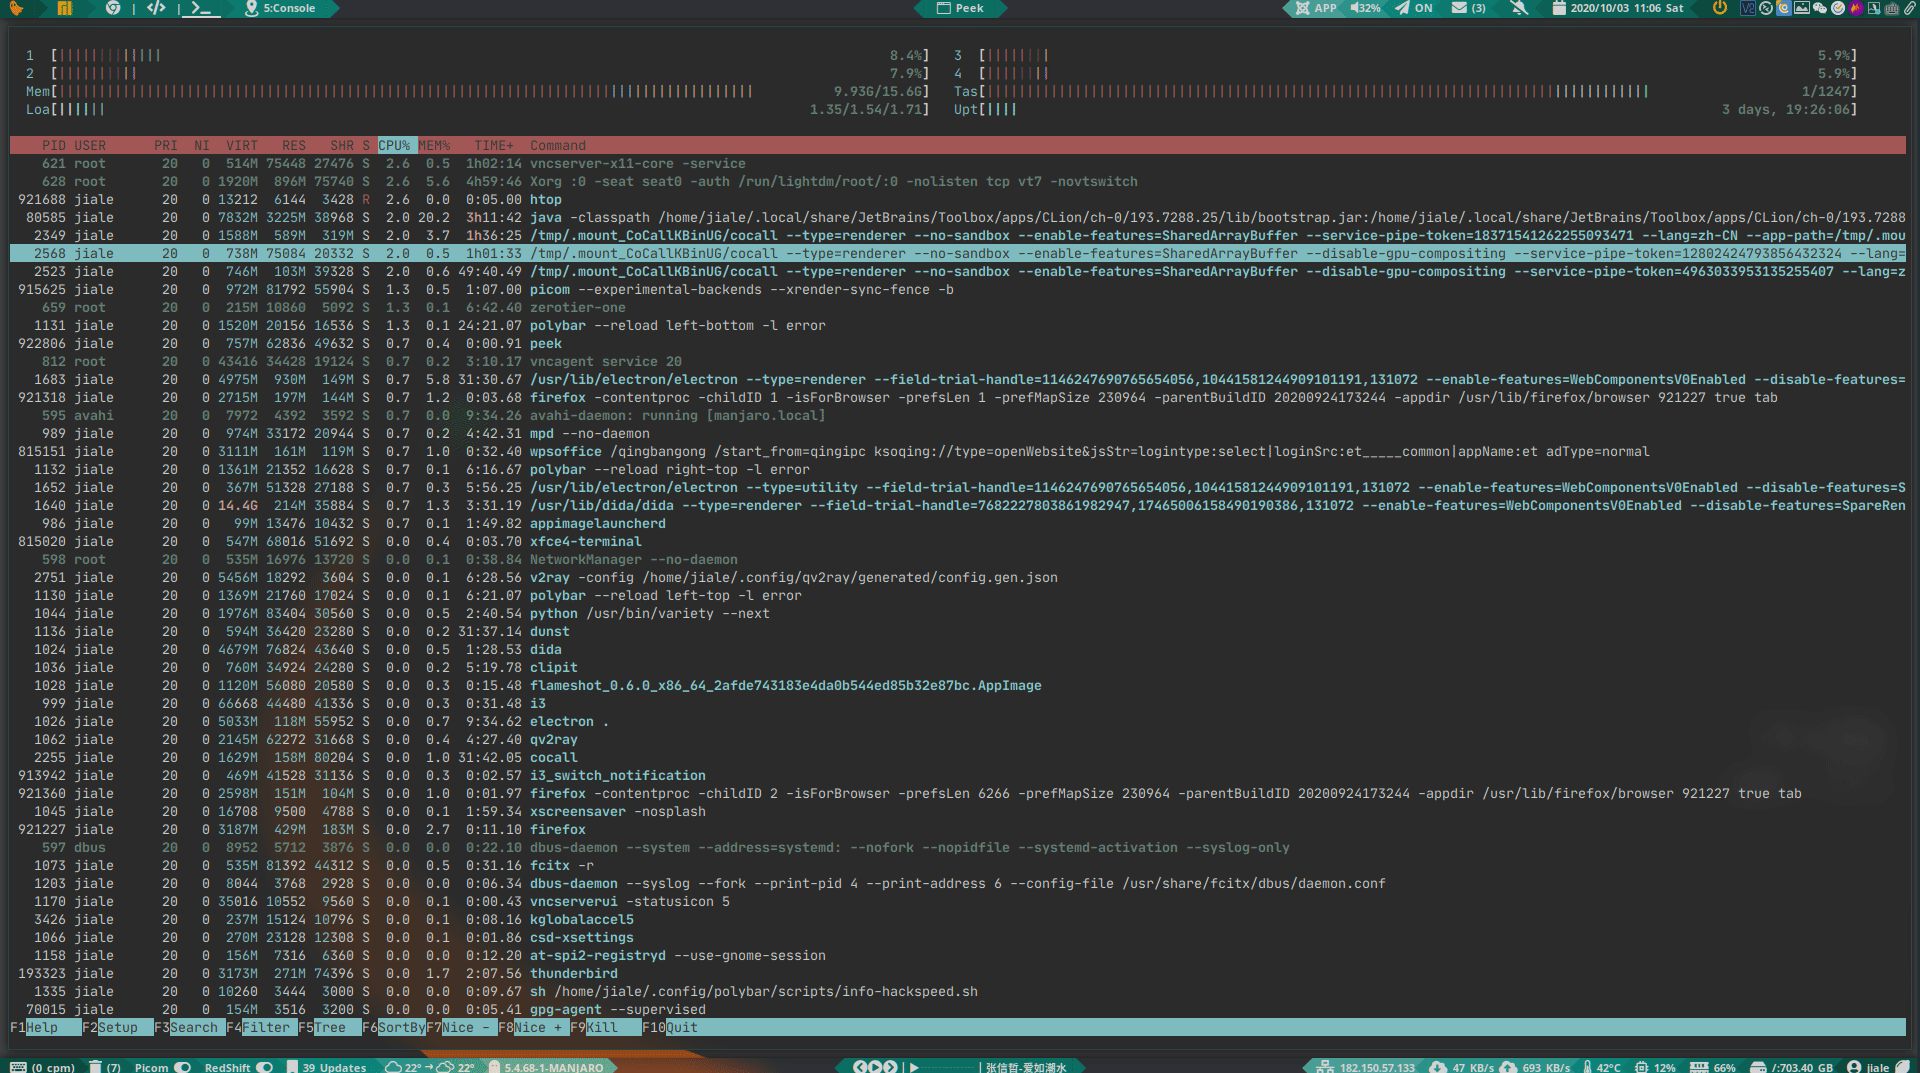 5:Console
Peek
APP 32% ON (3) 2020/10/03 11:06 Sat
1 [ 8.4%] 3 [ 5.9%]
2 [ 7.9%] 4 [ 5.9%]
Mem[ 9.93G/15.6G] Tas[ 1/1247]
Loa[ 1.35/1.54/1.71] Upt[ 3 days, 19:26:06]
PID USER PRI NI VIRT RES SHR S CPU% MEM% TIME+ Command
621 root 20 0 514M 75448 27476 S 2.6 0.5 1h02:14 vncserver-x11-core -service
628 root 20 0 1920M 896M 75740 S 2.6 5.6 4h59:46 Xorg :0 -seat seat0 -auth /run/lightdm/root/:0 -nolisten tcp vt7 -novtswitch
921688 jiale 20 0 13212 6144 3428 R 2.6 0.0 0:05.00 htop
80585 jiale 20 0 7832M 3225M 38968 S 2.0 20.2 3h11:42 java -classpath /home/jiale/.local/share/JetBrains/Toolbox/apps/CLion/ch-0/193.7288.25/lib/bootstrap.jar:/home/jiale/.local/share/JetBrains/Toolbox/apps/CLion/ch-0/193.7288
2349 jiale 20 0 1588M 589M 319M S 2.0 3.7 1h36:25 /tmp/.mount_CoCallKBinUG/cocall --type=renderer --no-sandbox --enable-features=SharedArrayBuffer --service-pipe-token=18371541262255093471 --lang=zh-CN --app-path=/tmp/.mou
2568 jiale 20 0 738M 75084 20332 S 2.0 0.5 1h01:33 /tmp/.mount_CoCallKBinUG/cocall --type=renderer --no-sandbox --enable-features=SharedArrayBuffer --disable-gpu-compositing --service-pipe-token=12802424793856432324 --lang=
2523 jiale 20 0 746M 103M 39328 S 2.0 0.6 49:40.49 /tmp/.mount_CoCallKBinUG/cocall --type=renderer --no-sandbox --enable-features=SharedArrayBuffer --disable-gpu-compositing --service-pipe-token=4963033953135255407 --lang=z
915625 jiale 20 0 972M 81792 55904 S 1.3 0.5 1:07.00 picom --experimental-backends --xrender-sync-fence -b
659 root 20 0 215M 10860 5092 S 1.3 0.1 6:42.40 zerotier-one
1131 jiale 20 0 1520M 20156 16536 S 1.3 0.1 24:21.07 polybar --reload left-bottom -l error
922806 jiale 20 0 757M 62836 49632 S 0.7 0.4 0:00.91 peek
812 root 20 0 43416 34428 19124 S 0.7 0.2 3:10.17 vncagent service 20
1683 jiale 20 0 4975M 930M 149M S 0.7 5.8 31:30.67 /usr/lib/electron/electron --type=renderer --field-trial-handle=1146247690765654056,10441581244909101191,131072 --enable-features=WebComponentsV0Enabled --disable-features=
921318 jiale 20 0 2715M 197M 144M S 0.7 1.2 0:03.68 firefox -contentproc -childID 1 -isForBrowser -prefsLen 1 -prefMapSize 230964 -parentBuildID 20200924173244 -appdir /usr/lib/firefox/browser 921227 true tab
595 avahi 20 0 7972 4392 3592 S 0.7 0.0 9:34.26 avahi-daemon: running [manjaro.local]
989 jiale 20 0 974M 33172 20944 S 0.7 0.2 4:42.31 mpd --no-daemon
815151 jiale 20 0 3111M 161M 119M S 0.7 1.0 0:32.40 wpsoffice /qingbangong /start_from=qingipc ksoqing://type=openWebsite&jsStr=logintype:select|loginSrc:et_____common|appName:et adType=normal
1132 jiale 20 0 1361M 21352 16628 S 0.7 0.1 6:16.67 polybar --reload right-top -l error
1652 jiale 20 0 367M 51328 27188 S 0.7 0.3 5:56.25 /usr/lib/electron/electron --type=utility --field-trial-handle=1146247690765654056,10441581244909101191,131072 --enable-features=WebComponentsV0Enabled --disable-features=S
1640 jiale 20 0 14.4G 214M 35884 S 0.7 1.3 3:31.19 /usr/lib/dida/dida --type=renderer --field-trial-handle=7682227803861982947,17465006158490190386,131072 --enable-features=WebComponentsV0Enabled --disable-features=SpareRen
986 jiale 20 0 99M 13476 10432 S 0.7 0.1 1:49.82 appimagelauncherd
815020 jiale 20 0 547M 68016 51692 S 0.0 0.4 0:03.70 xfce4-terminal
598 root 20 0 535M 16976 13720 S 0.0 0.1 0:38.84 NetworkManager --no-daemon
2751 jiale 20 0 5456M 18292 3604 S 0.0 0.1 6:28.56 v2ray -config /home/jiale/.config/qv2ray/generated/config.gen.json
1130 jiale 20 0 1369M 21760 17024 S 0.0 0.1 6:21.07 polybar --reload left-top -l error
1044 jiale 20 0 1976M 83404 30560 S 0.0 0.5 2:40.54 python /usr/bin/variety --next
1136 jiale 20 0 594M 36420 23280 S 0.0 0.2 31:37.14 dunst
1024 jiale 20 0 4679M 76824 43640 S 0.0 0.5 1:28.53 dida
1036 jiale 20 0 760M 34924 24280 S 0.0 0.2 5:19.78 clipit
1028 jiale 20 0 1120M 56080 20580 S 0.0 0.3 0:15.48 flameshot_0.6.0_x86_64_2afde743183e4da0b544ed85b32e87bc.AppImage
999 jiale 20 0 66668 44480 41336 S 0.0 0.3 0:31.48 i3
1026 jiale 20 0 5033M 118M 55952 S 0.0 0.7 9:34.62 electron .
1062 jiale 20 0 2145M 62272 31668 S 0.0 0.4 4:27.40 qv2ray
2255 jiale 20 0 1629M 158M 80204 S 0.0 1.0 31:42.05 cocall
913942 jiale 20 0 469M 41528 31136 S 0.0 0.3 0:02.57 i3_switch_notification
921360 jiale 20 0 2598M 151M 104M S 0.0 1.0 0:01.97 firefox -contentproc -childID 2 -isForBrowser -prefsLen 6266 -prefMapSize 230964 -parentBuildID 20200924173244 -appdir /usr/lib/firefox/browser 921227 true tab
1045 jiale 20 0 16708 9500 4788 S 0.0 0.1 1:59.34 xscreensaver -nosplash
921227 jiale 20 0 3187M 429M 183M S 0.0 2.7 0:11.10 firefox
597 dbus 20 0 8952 5712 3876 S 0.0 0.0 0:22.10 dbus-daemon --system --address=systemd: --nofork --nopidfile --systemd-activation --syslog-only
1073 jiale 20 0 535M 81392 44312 S 0.0 0.5 0:31.16 fcitx -r
1203 jiale 20 0 8044 3768 2928 S 0.0 0.0 0:06.34 dbus-daemon --syslog --fork --print-pid 4 --print-address 6 --config-file /usr/share/fcitx/dbus/daemon.conf
1170 jiale 20 0 35016 10552 9560 S 0.0 0.1 0:00.43 vncserverui -statusicon 5
3426 jiale 20 0 237M 15124 10796 S 0.0 0.1 0:08.16 kglobalaccel5
1066 jiale 20 0 270M 23128 12308 S 0.0 0.1 0:01.86 csd-xsettings
1158 jiale 20 0 156M 7316 6360 S 0.0 0.0 0:12.20 at-spi2-registryd --use-gnome-session
193323 jiale 20 0 3173M 271M 74396 S 0.0 1.7 2:07.56 thunderbird
1335 jiale 20 0 10260 3444 3000 S 0.0 0.0 0:09.67 sh /home/jiale/.config/polybar/scripts/info-hackspeed.sh
70015 jiale 20 0 154M 3516 3200 S 0.0 0.0 0:05.41 gpg-agent --supervised
F1Help F2Setup F3Search F4Filter F5Tree F6SortByF7Nice - F8Nice + F9Kill F10Quit
(0 cpm) (7) Picom RedShift 39 Updates 22° → 22° 5.4.68-1-MANJARO
张信哲-爱如潮水
182.150.57.133 47 KB/s 693 KB/s 42°C 12% 66% /:703.40 GB jiale